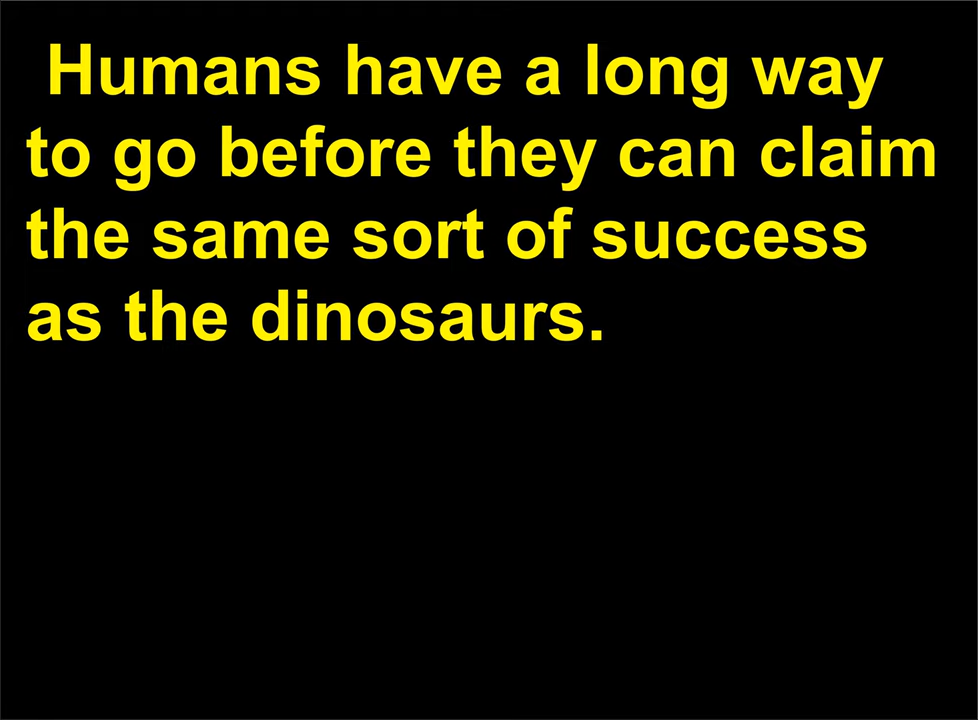 Humans have a long way
to go before they can claim
the same sort of success
as the dinosaurs.